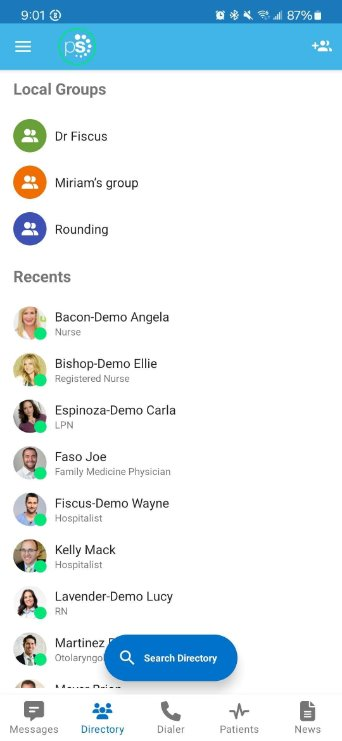 9:01
87%
ps
Local Groups
Dr Fiscus
Miriam's group
Rounding
Recents
Bacon-Demo Angela
Nurse
Bishop-Demo Ellie
Registered Nurse
Espinoza-Demo Carla
LPN
Faso Joe
Family Medicine Physician
Fiscus-Demo Wayne
Hospitalist
Kelly Mack
Hospitalist
Lavender-Demo Lucy
RN
Martinez
Search Directory
Messages
Directory
Dialer
Patients
News